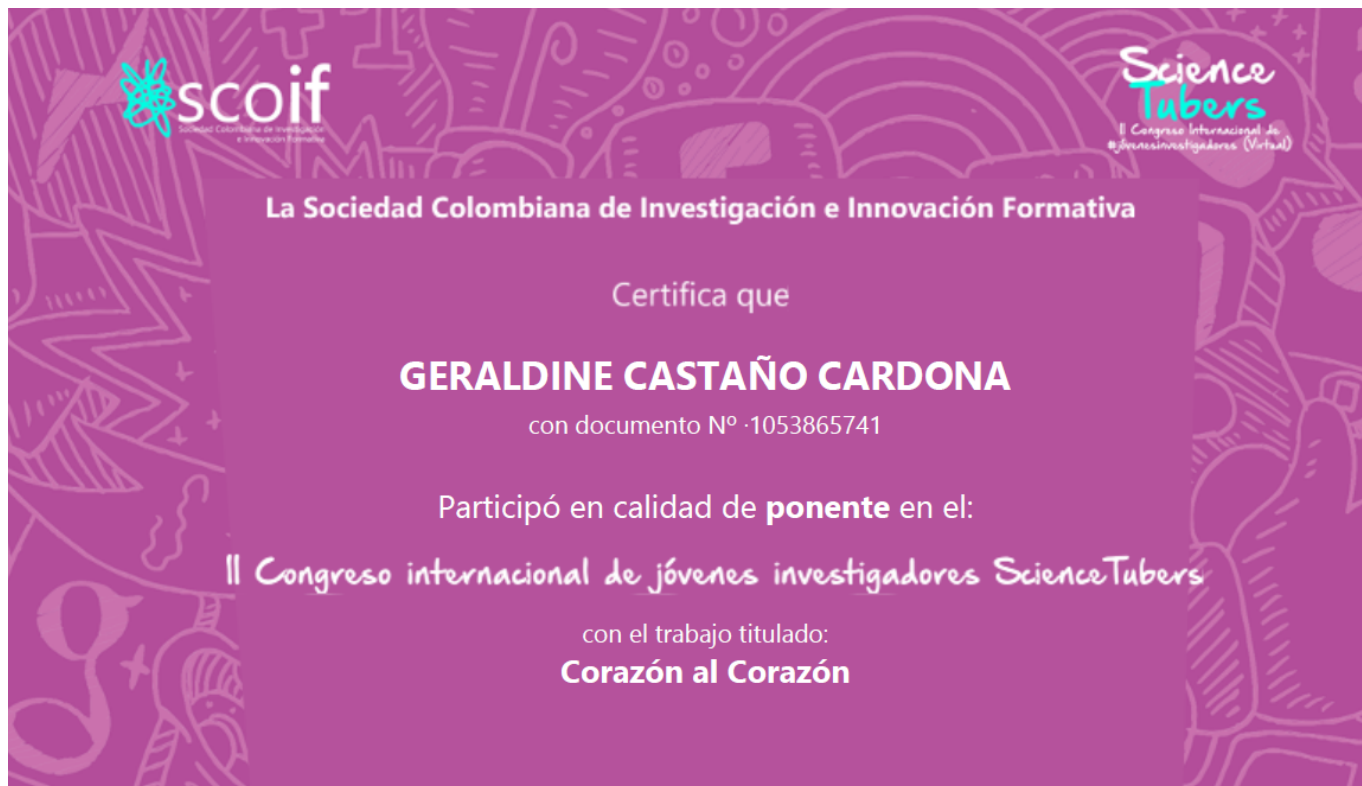 scoif
Sociedad Colombiana de Investigación
e Innovación Formativa
Science
Tubers
II Congreso Internacional de
#jóvenesinvestigadores (Virtual)
La Sociedad Colombiana de Investigación e Innovación Formativa
Certifica que
GERALDINE CASTAÑO CARDONA
con documento Nº ·1053865741
Participó en calidad de ponente en el:
II Congreso internacional de jóvenes investigadores ScienceTubers
con el trabajo titulado:
Corazón al Corazón